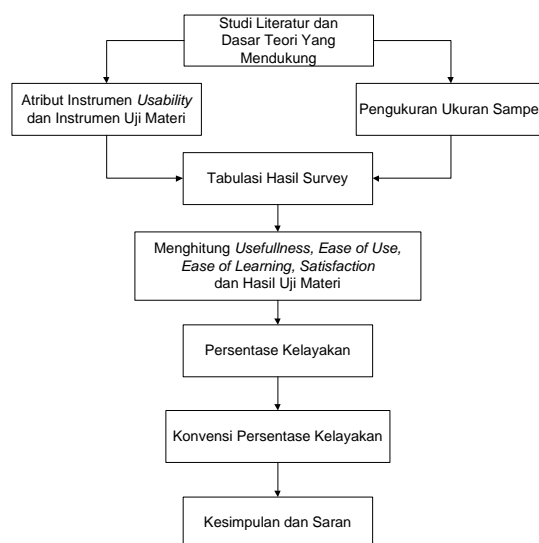 Studi Literatur dan
Dasar Teori Yang
Mendukung
Atribut Instrumen Usability
dan Instrumen Uji Materi
Pengukuran Ukuran Sampel
Tabulasi Hasil Survey
Menghitung Usefullness, Ease of Use,
Ease of Learning, Satisfaction
dan Hasil Uji Materi
Persentase Kelayakan
Konvensi Persentase Kelayakan
Kesimpulan dan Saran